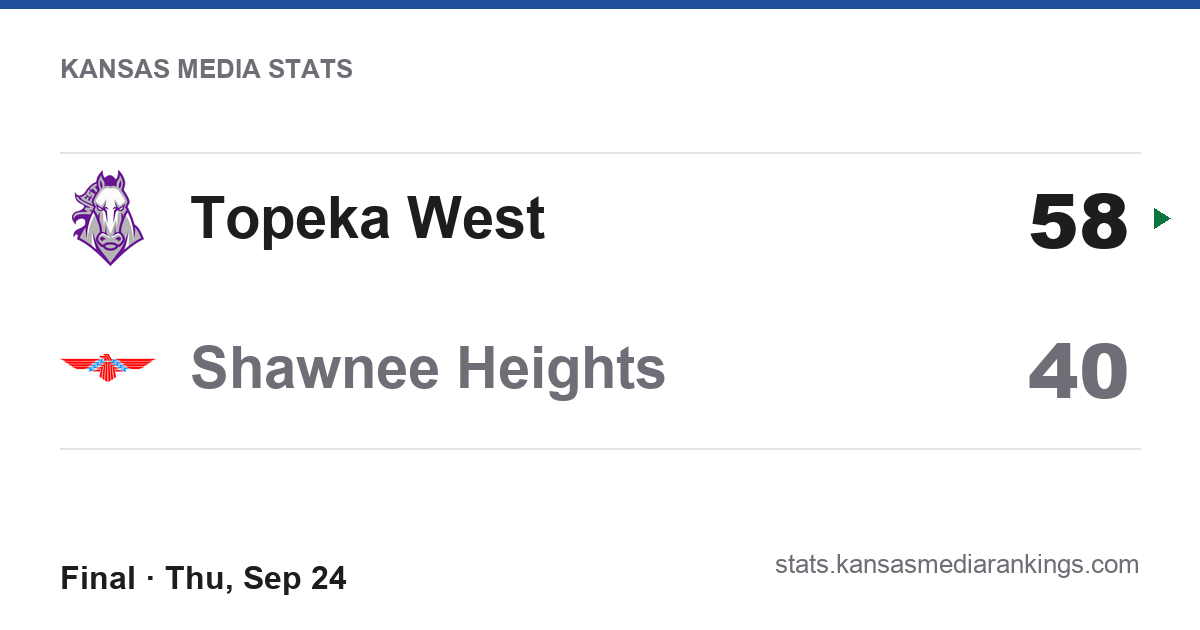 KANSAS MEDIA STATS
Topeka West 58
Shawnee Heights 40
Final · Thu, Sep 24
stats.kansasmediarankings.com